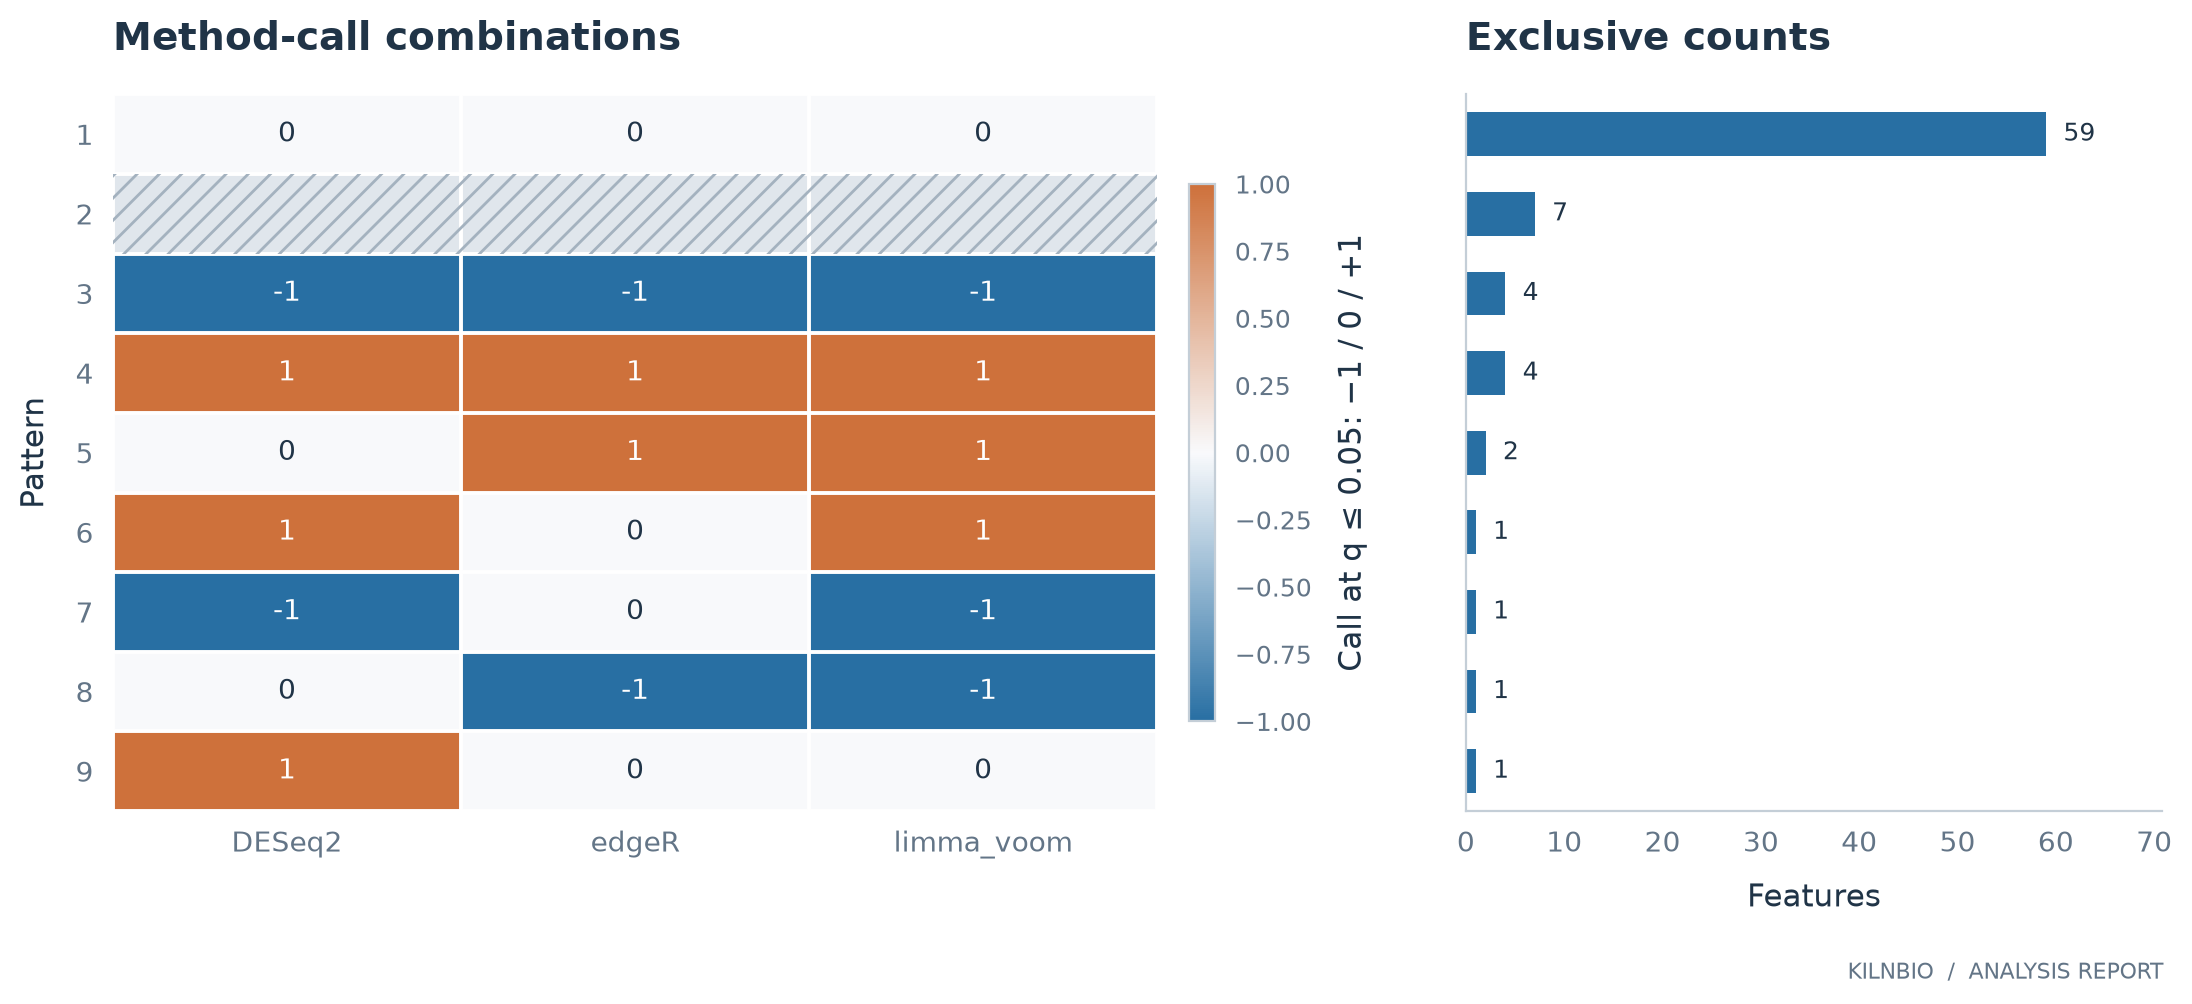 Method-call combinations
Exclusive counts
Pattern
1 0 0 0
2
3 -1 -1 -1
4 1 1 1
5 0 1 1
6 1 0 1
7 -1 0 -1
8 0 -1 -1
9 1 0 0
DESeq2 edgeR limma_voom
1.00
0.75
0.50
0.25
0.00
−0.25
−0.50
−0.75
−1.00
Call at q ≤ 0.05: −1 / 0 / +1
59
7
4
4
2
1
1
1
1
0 10 20 30 40 50 60 70
Features
KILNBIO / ANALYSIS REPORT